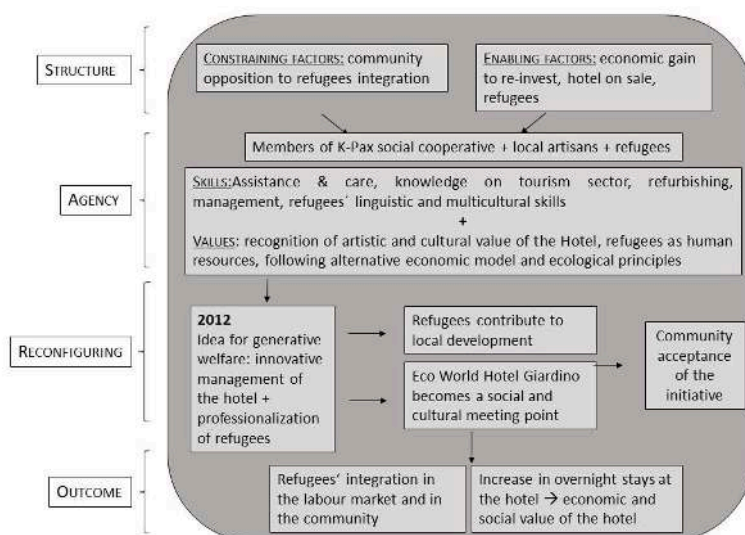 STRUCTURE
CONSTRAINING FACTORS: community
opposition to refugees integration
ENABLING FACTORS: economic gain
to re-invest, hotel on sale,
refugees
AGENCY
Members of K-Pax social cooperative + local artisans + refugees
SKILLS:Assistance & care, knowledge on tourism sector, refurbishing,
management, refugees´ linguistic and multicultural skills
+
VALUES: recognition of artistic and cultural value of the Hotel, refugees as human
resources, following alternative economic model and ecological principles
RECONFIGURING
2012
Idea for generative
welfare: innovative
management of
the hotel +
professionalization
of refugees
Refugees contribute to
local development
Eco World Hotel Giardino
becomes a social and
cultural meeting point
Community
acceptance
of the
initiative
OUTCOME
Refugees' integration in
the labour market and in
the community
Increase in overnight stays at
the hotel → economic and
social value of the hotel